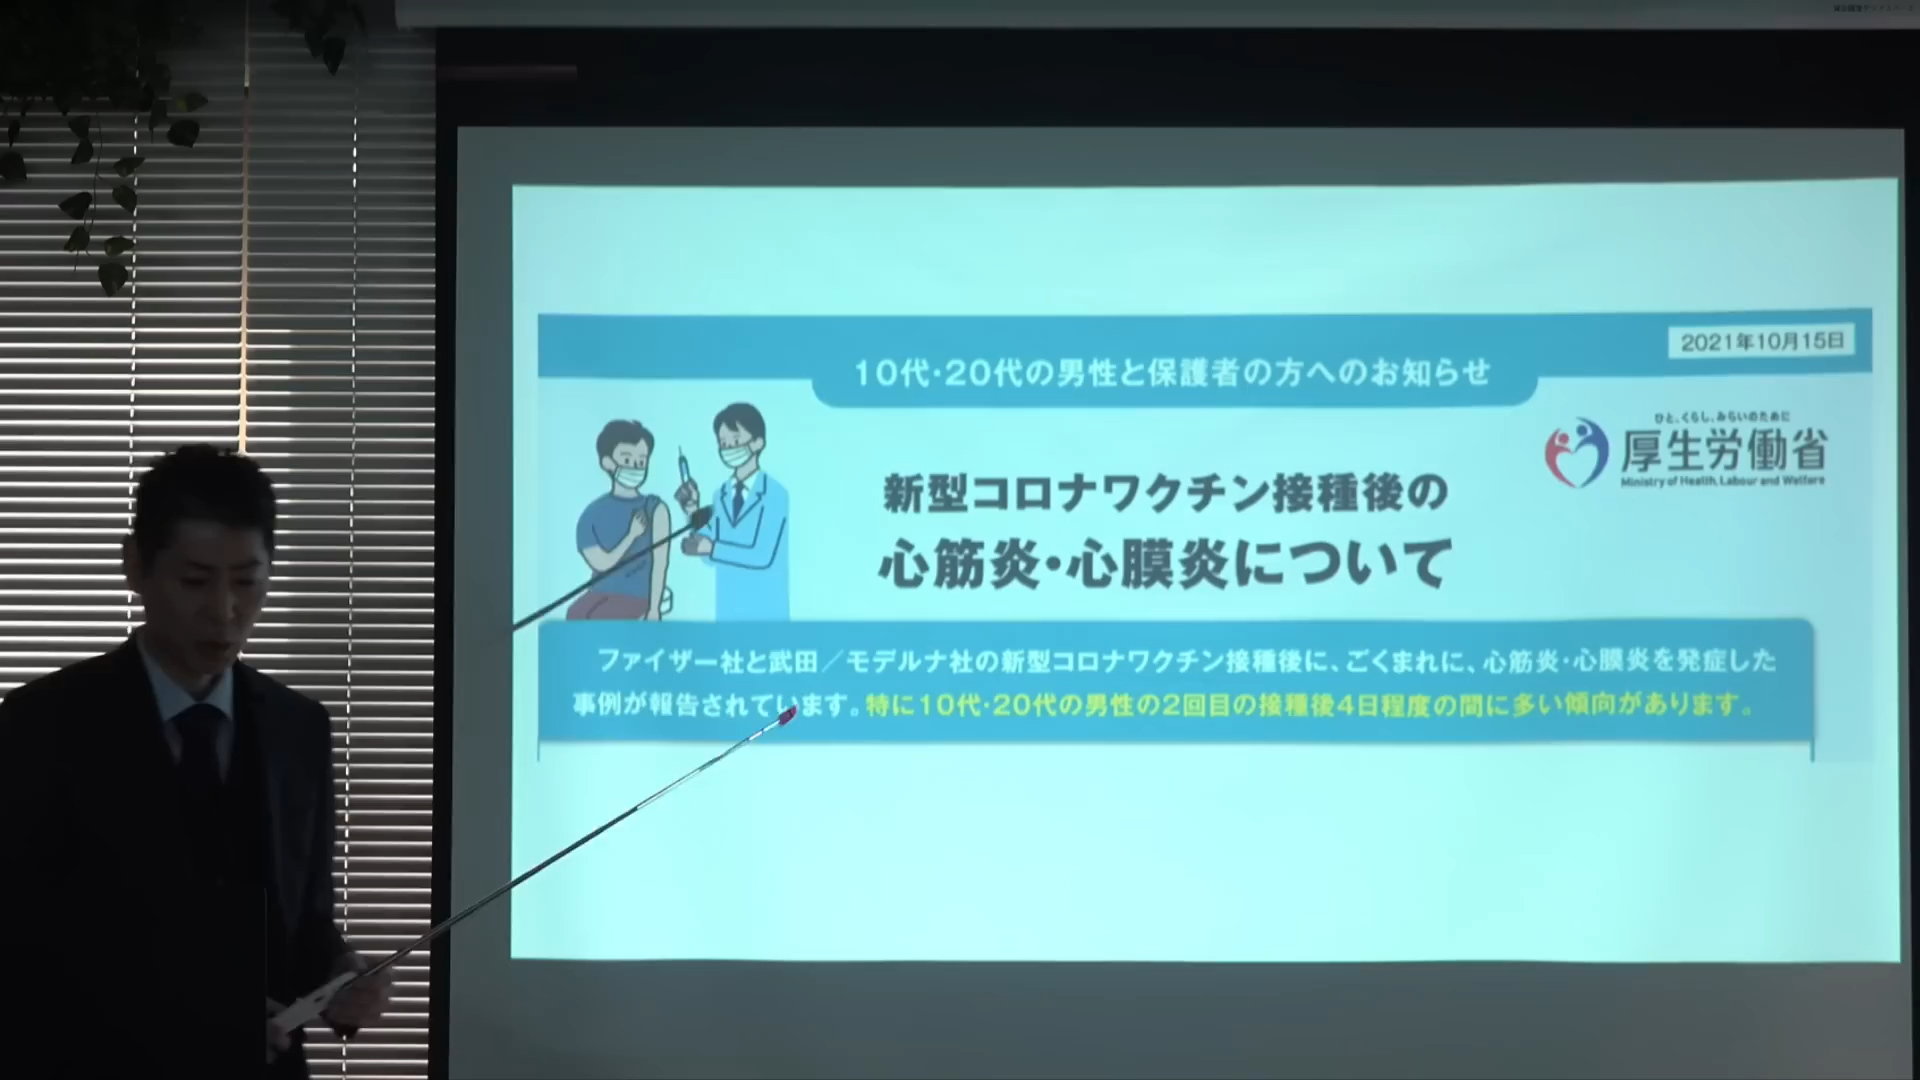 2021年10月15日
10代・20代の男性と保護者の方へのお知らせ
ひと、くらし、みらいのために
厚生労働省
Ministry of Health, Labour and Welfare
新型コロナワクチン接種後の
心筋炎・心膜炎について
ファイザー社と武田／モデルナ社の新型コロナワクチン接種後に、ごくまれに、心筋炎・心膜炎を発症した
事例が報告されています。特に10代・20代の男性の2回目の接種後4日程度の間に多い傾向があります。